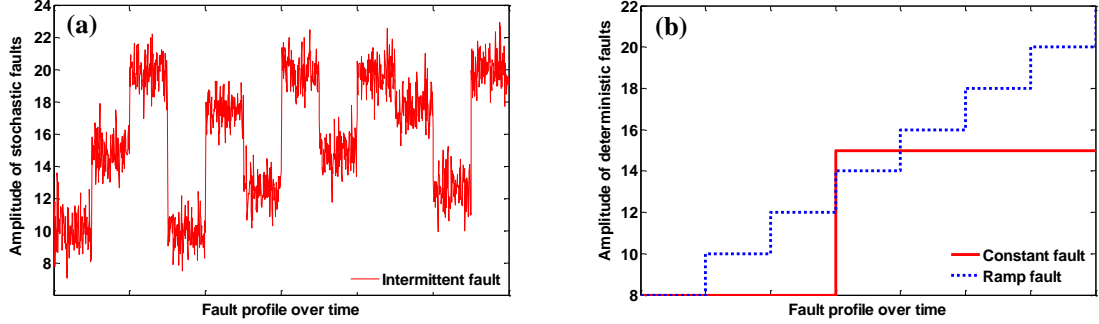 (a)
Amplitude of stochastic faults
24
22
20
18
16
14
12
10
8
Intermittent fault
Fault profile over time
(b)
Amplitude of deterministic faults
22
20
18
16
14
12
10
8
Constant fault
Ramp fault
Fault profile over time